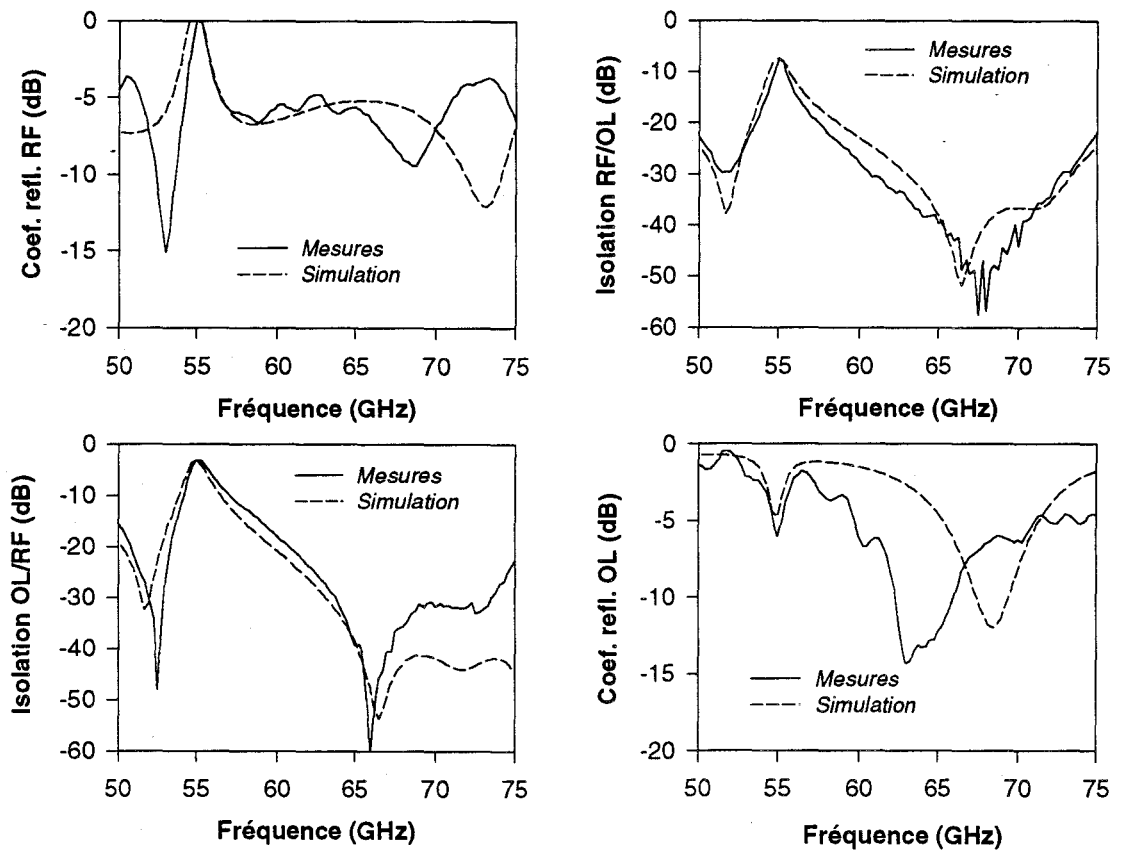 Coef. refl. RF (dB)
0
-5
-10
-15
-20
Mesures
Simulation
50 55 60 65 70 75
Fréquence (GHz)
Isolation RF/OL (dB)
0
-10
-20
-30
-40
-50
-60
Mesures
Simulation
50 55 60 65 70 75
Fréquence (GHz)
Isolation OL/RF (dB)
0
-10
-20
-30
-40
-50
-60
Mesures
Simulation
50 55 60 65 70 75
Fréquence (GHz)
Coef. refl. OL (dB)
0
-5
-10
-15
-20
Mesures
Simulation
50 55 60 65 70 75
Fréquence (GHz)